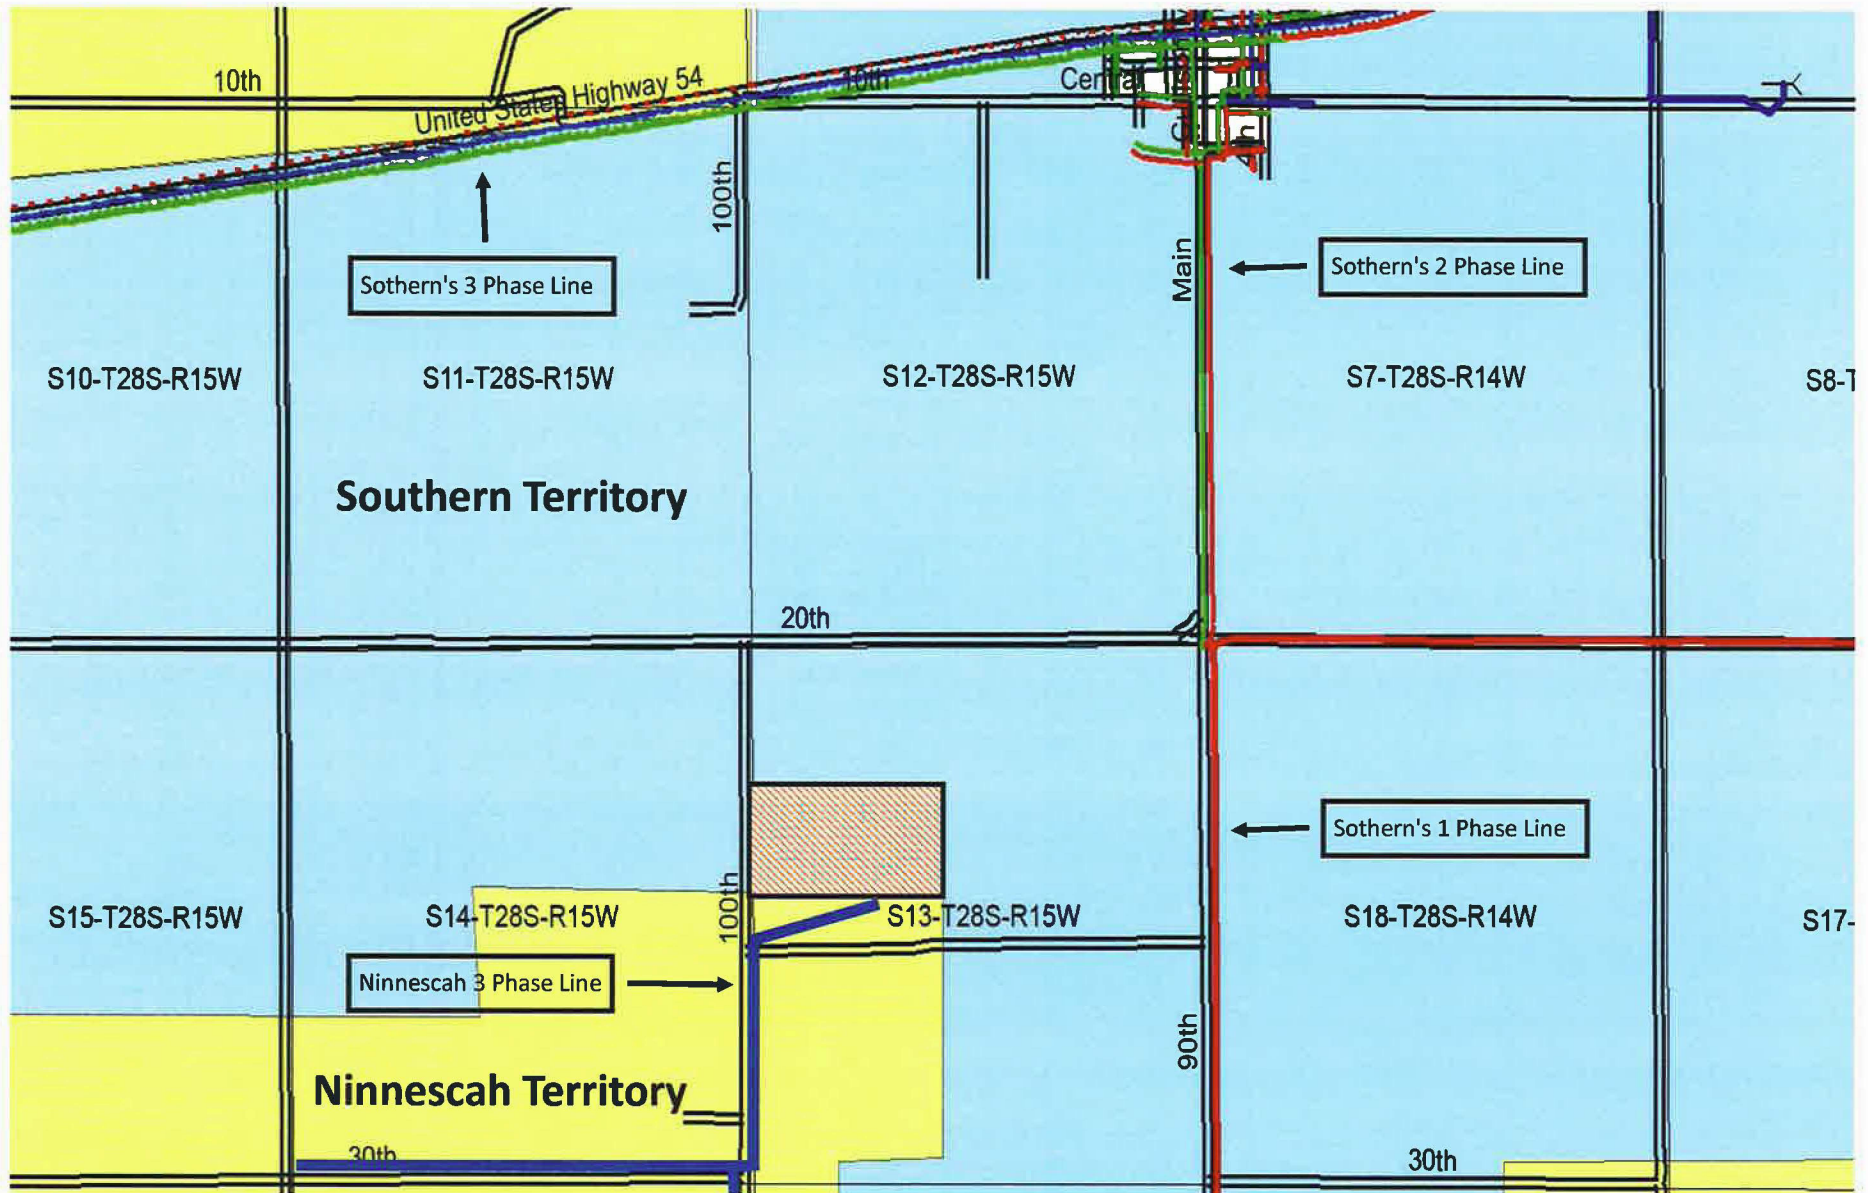 10th
United States Highway 54
10th
Central
100th
Main
4th
Sothern's 3 Phase Line
Sothern's 2 Phase Line
S10-T28S-R15W
S11-T28S-R15W
S12-T28S-R15W
S7-T28S-R14W
Southern Territory
20th
Sothern's 1 Phase Line
100th
S15-T28S-R15W
S14-T28S-R15W
S13-T28S-R15W
S18-T28S-R14W
S17-
Ninnescah 3 Phase Line
90th
Ninnescah Territory
30th
30th